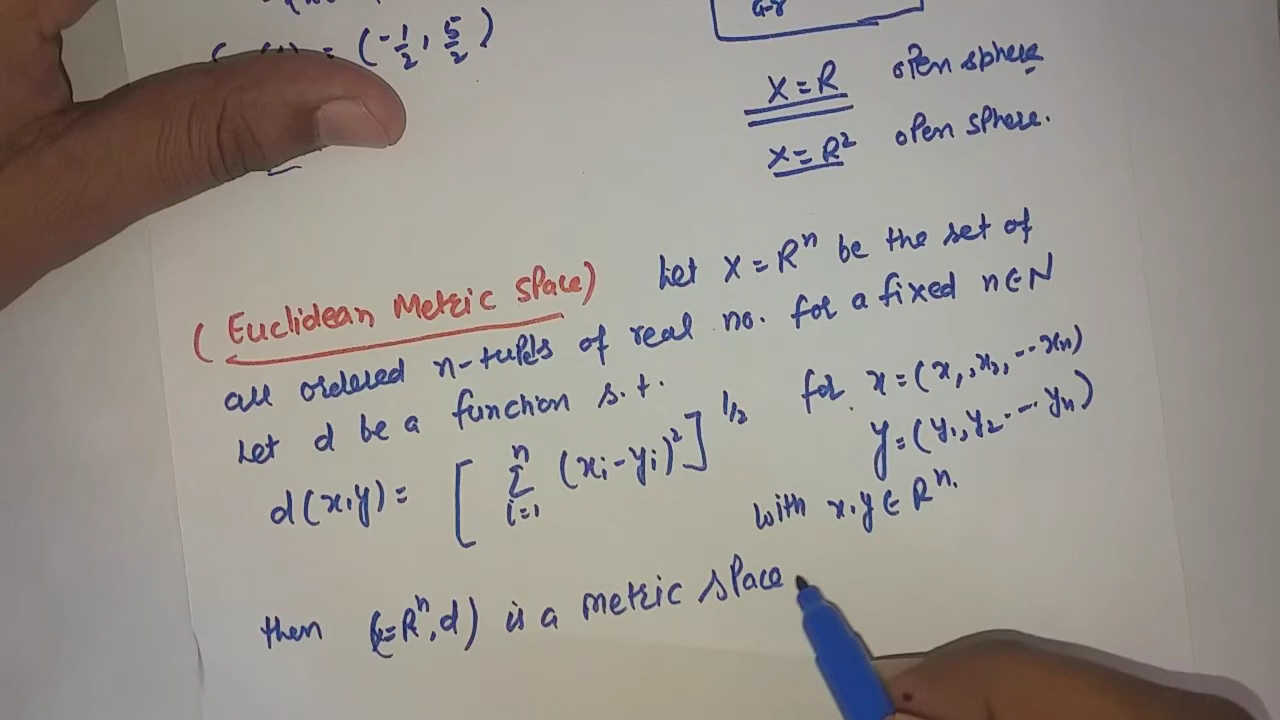 = (-1/2, 5/2)
X = R open sphere
X = R² open sphere.
(Euclidean Metric Space) Let X = Rⁿ be the set of
all ordered n-tuples of real no. for a fixed n ∈ N
Let d be a function s.t.
d(x,y) = [ Σ_{i=1}^{n} (xᵢ - yᵢ)² ]^{1/2} for x = (x₁, x₂, ... xₙ)
y = (y₁, y₂ ... yₙ)
with x,y ∈ Rⁿ.
then (X=Rⁿ, d) is a metric space